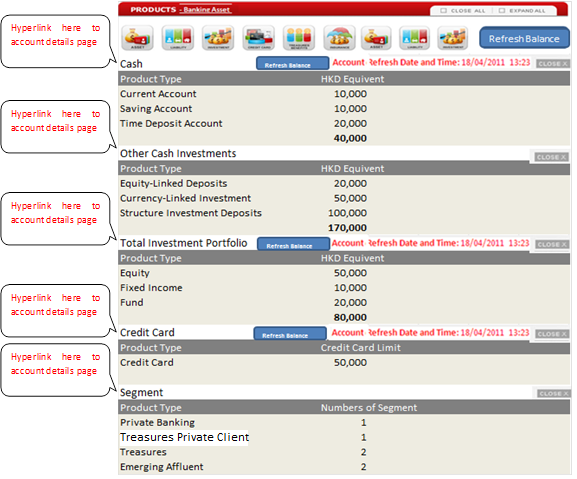 Hyperlink here to
account details page
Hyperlink here to
account details page
Hyperlink here to
account details page
Hyperlink here to
account details page
Hyperlink here to
account details page
PRODUCTS - Banking Asset
CLOSE ALL EXPAND ALL
ASSET LIABILITY INVESTMENT CREDIT CARD TREASURES BENEFITS INSURANCE ASSET LIABILITY INVESTMENT
Refresh Balance
Cash Refresh Balance Account Refresh Date and Time: 18/04/2011 13:23 CLOSE X
Product Type HKD Equivent
Current Account 10,000
Saving Account 10,000
Time Deposit Account 20,000
40,000
Other Cash Investments CLOSE X
Product Type HKD Equivent
Equity-Linked Deposits 20,000
Currency-Linked Investment 50,000
Structure Investment Deposits 100,000
170,000
Total Investment Portfolio Refresh Balance Account Refresh Date and Time: 18/04/2011 13:23 CLOSE X
Product Type HKD Equivent
Equity 50,000
Fixed Income 10,000
Fund 20,000
80,000
Credit Card Refresh Balance Account Refresh Date and Time: 18/04/2011 13:23 CLOSE X
Product Type Credit Card Limit
Credit Card 50,000
Segment CLOSE X
Product Type Numbers of Segment
Private Banking 1
Treasures Private Client 1
Treasures 2
Emerging Affluent 2